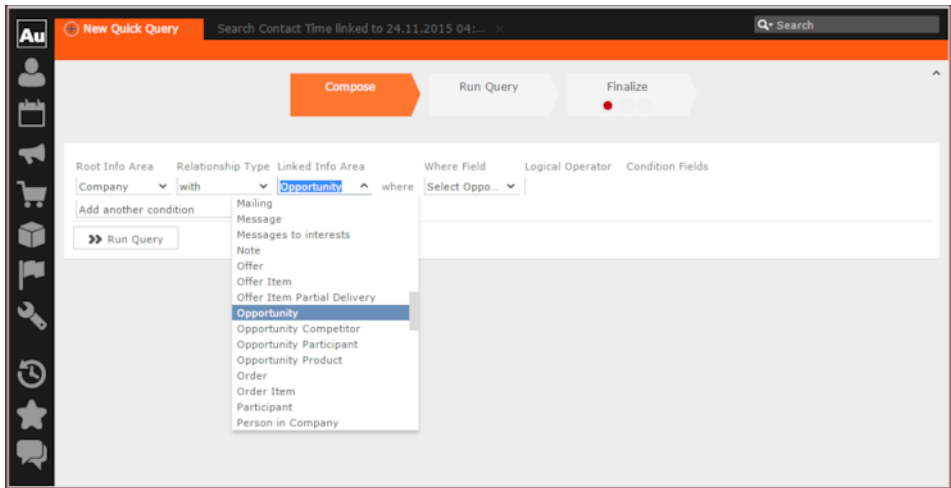 Au
New Quick Query
Search Contact Time linked to 24.11.2015 04:...
Search
Compose
Run Query
Finalize
Root Info Area Relationship Type Linked Info Area Where Field Logical Operator Condition Fields
Company with Opportunity where Select Oppo...
Add another condition
Run Query
Mailing
Message
Messages to interests
Note
Offer
Offer Item
Offer Item Partial Delivery
Opportunity
Opportunity Competitor
Opportunity Participant
Opportunity Product
Order
Order Item
Participant
Person in Company